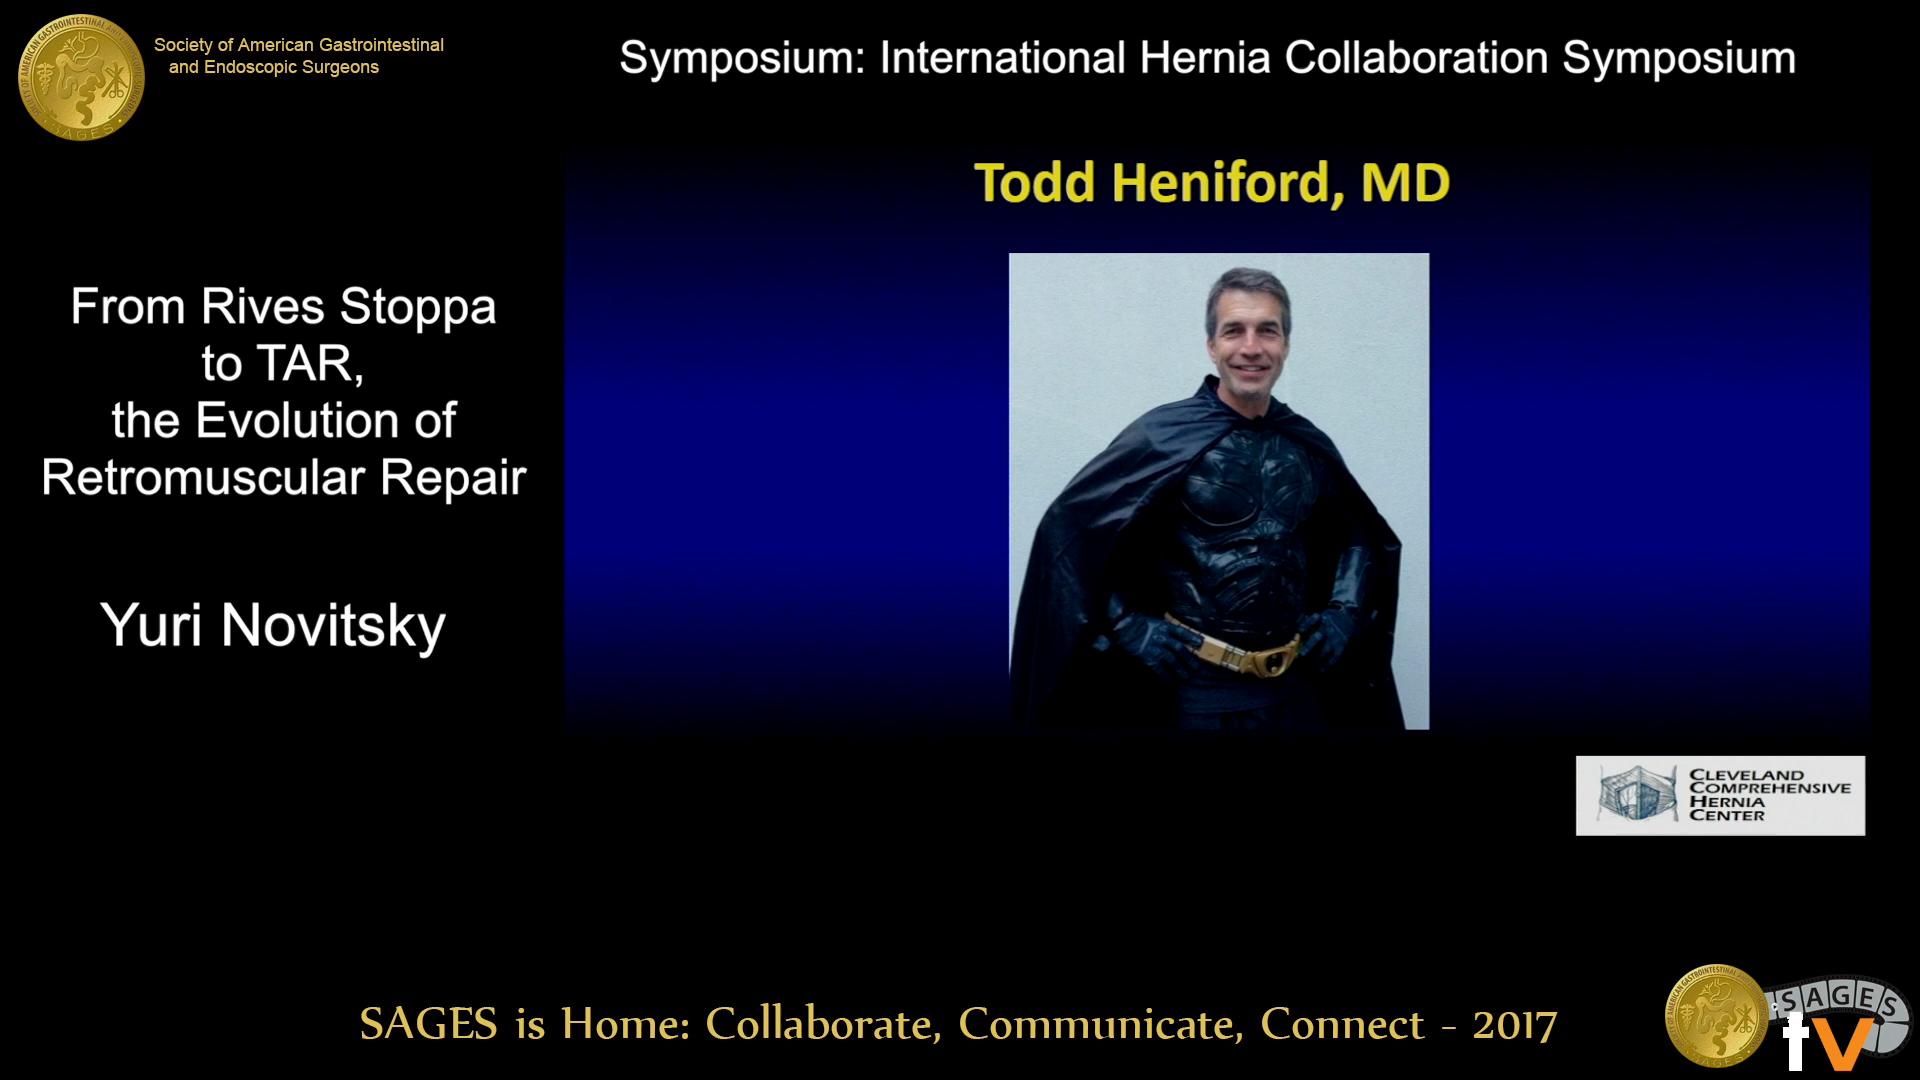 Society of American Gastrointestinal
and Endoscopic Surgeons
Symposium: International Hernia Collaboration Symposium
Todd Heniford, MD
From Rives Stoppa
to TAR,
the Evolution of
Retromuscular Repair
Yuri Novitsky
CLEVELAND
COMPREHENSIVE
HERNIA
CENTER
SAGES is Home: Collaborate, Communicate, Connect - 2017
SAGES
tv
SAGES